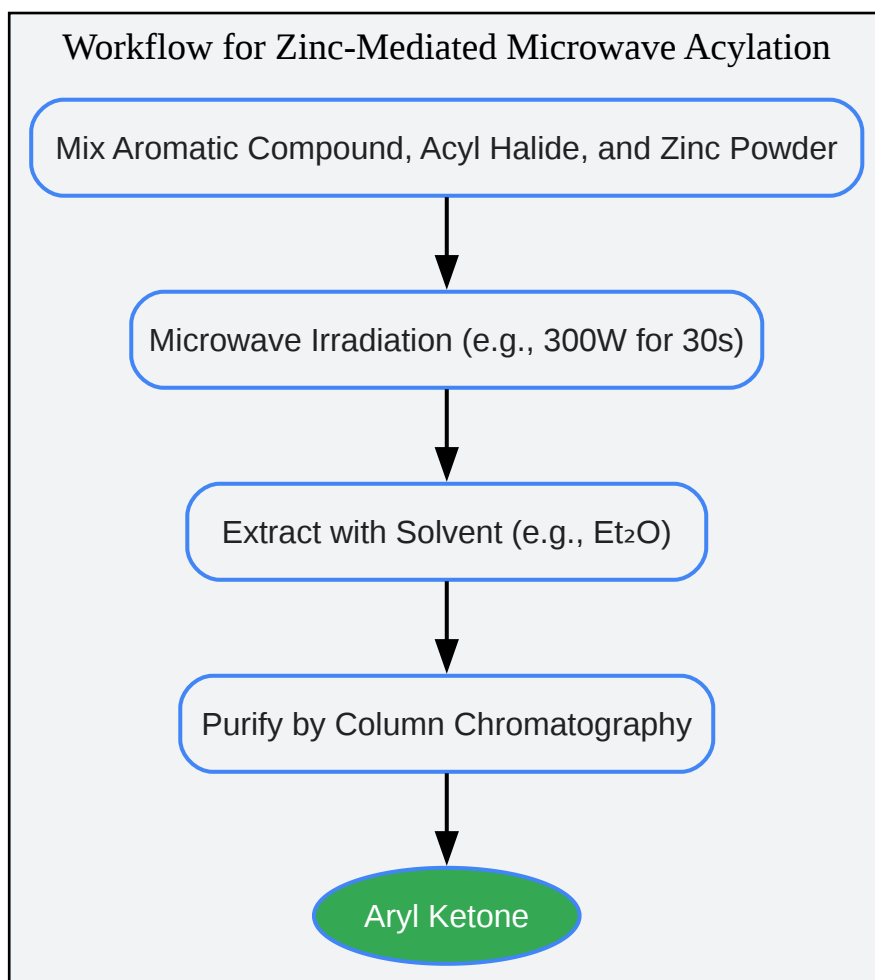 Workflow for Zinc-Mediated Microwave Acylation
Mix Aromatic Compound, Acyl Halide, and Zinc Powder
Microwave Irradiation (e.g., 300W for 30s)
Extract with Solvent (e.g., Et₂O)
Purify by Column Chromatography
Aryl Ketone